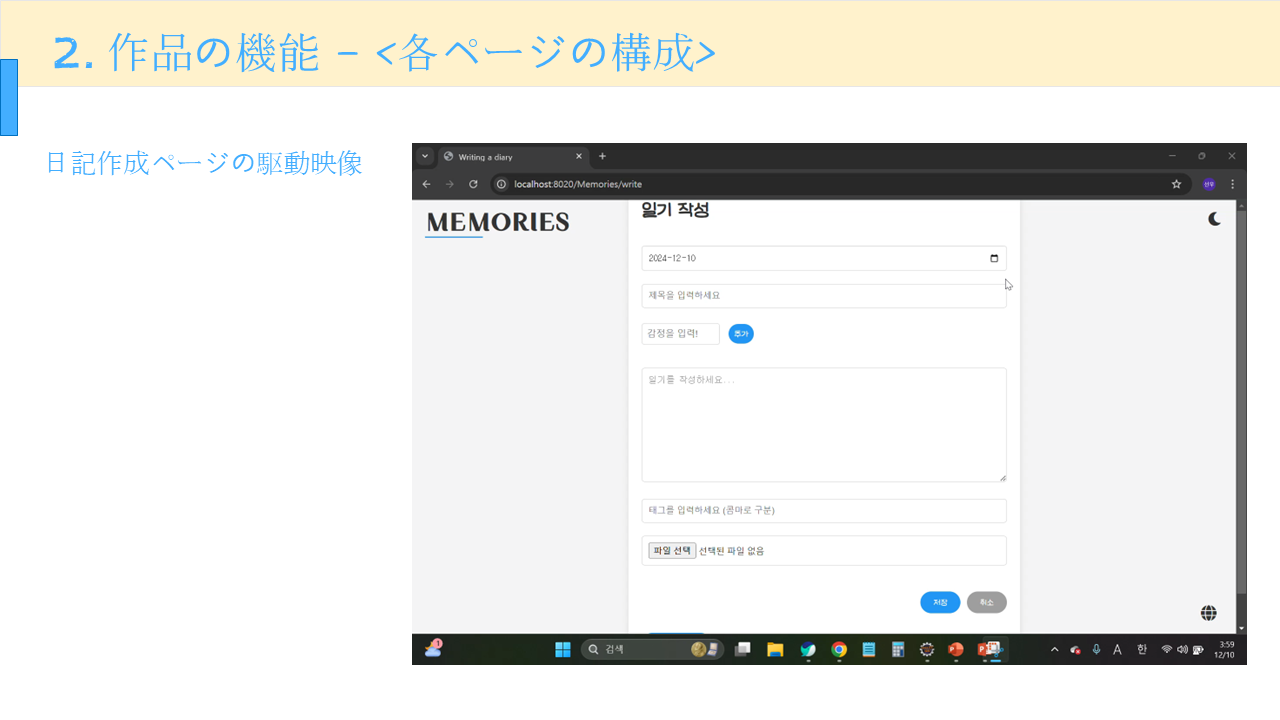 2. 作品の機能 – <各ページの構成>
日記作成ページの駆動映像
Writing a diary
localhost:8020/Memories/write
선우
MEMORIES
일기 작성
2024-12-10
제목을 입력하세요
감정을 입력!
추가
일기를 작성하세요...
태그를 입력하세요 (콤마로 구분)
파일 선택 선택된 파일 없음
저장 취소
1
검색
A 한
3:59
12/10